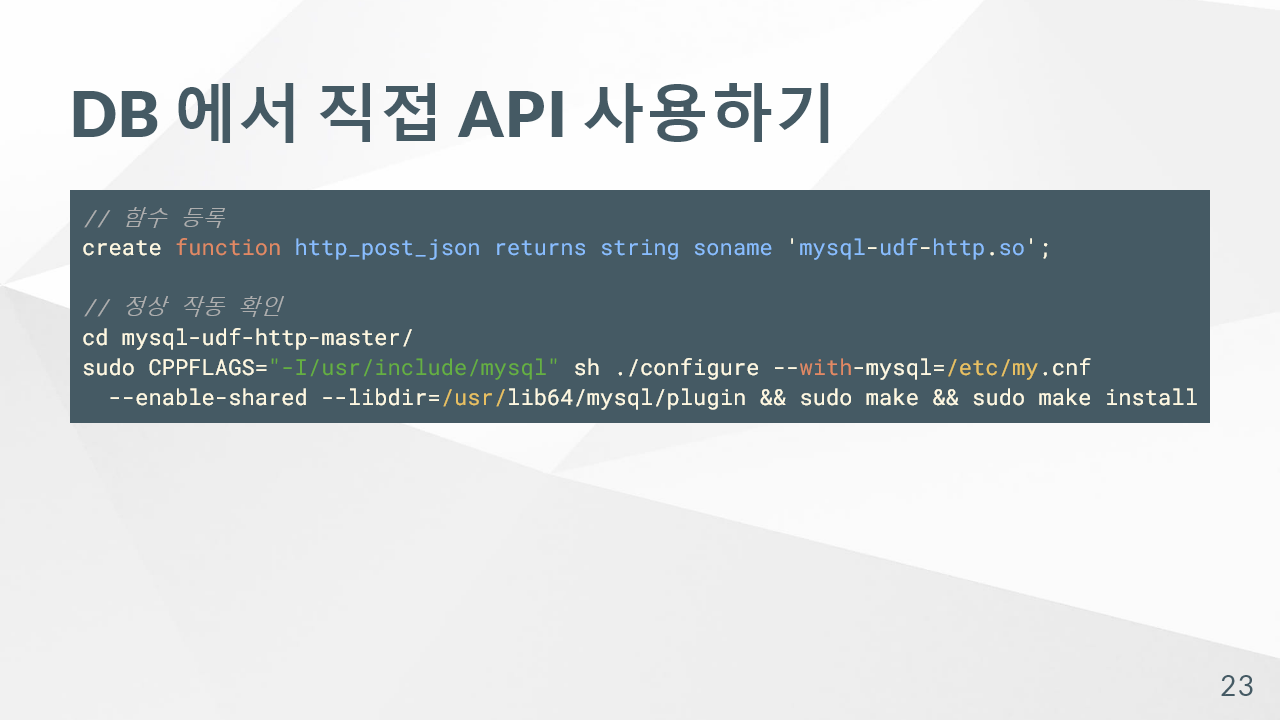 DB 에서 직접 API 사용하기
// 함수 등록
create function http_post_json returns string soname 'mysql-udf-http.so';
// 정상 작동 확인
cd mysql-udf-http-master/
sudo CPPFLAGS="-I/usr/include/mysql" sh ./configure --with-mysql=/etc/my.cnf
--enable-shared --libdir=/usr/lib64/mysql/plugin && sudo make && sudo make install
23